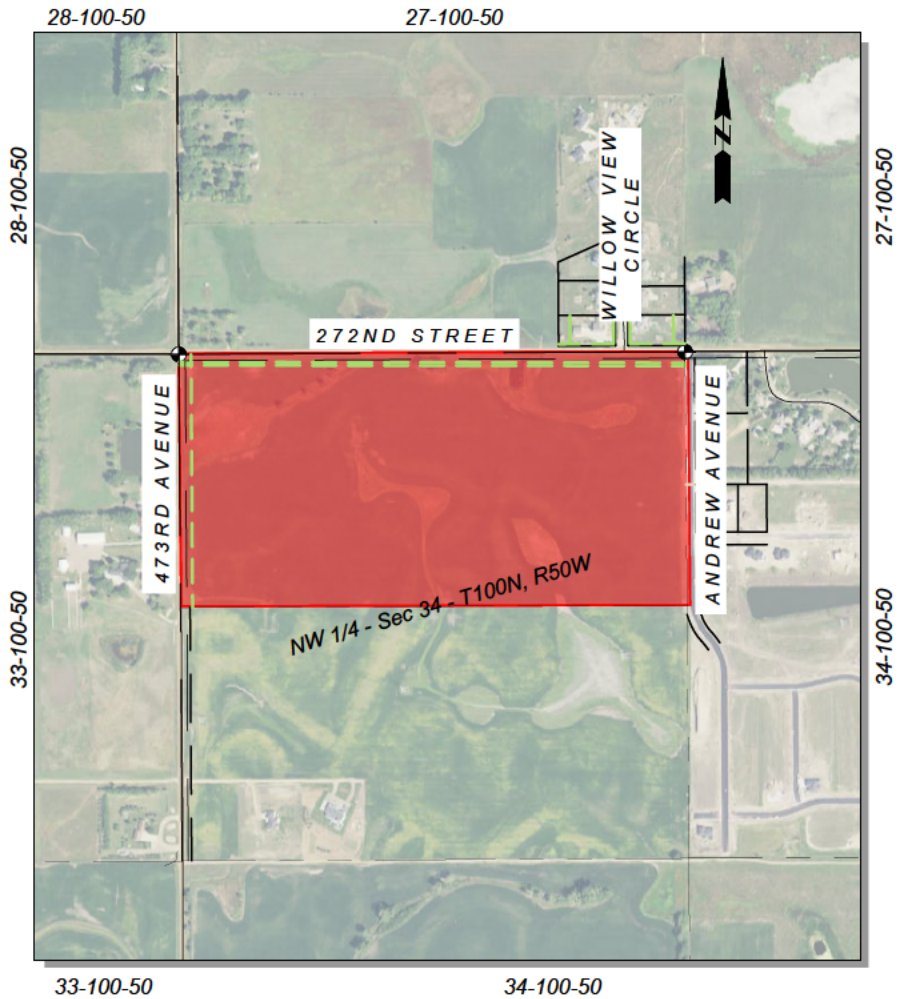 28-100-50
27-100-50
28-100-50
27-100-50
N
WILLOW VIEW
CIRCLE
272ND STREET
473RD AVENUE
ANDREW AVENUE
NW 1/4 - Sec 34 - T100N, R50W
33-100-50
34-100-50
33-100-50
34-100-50